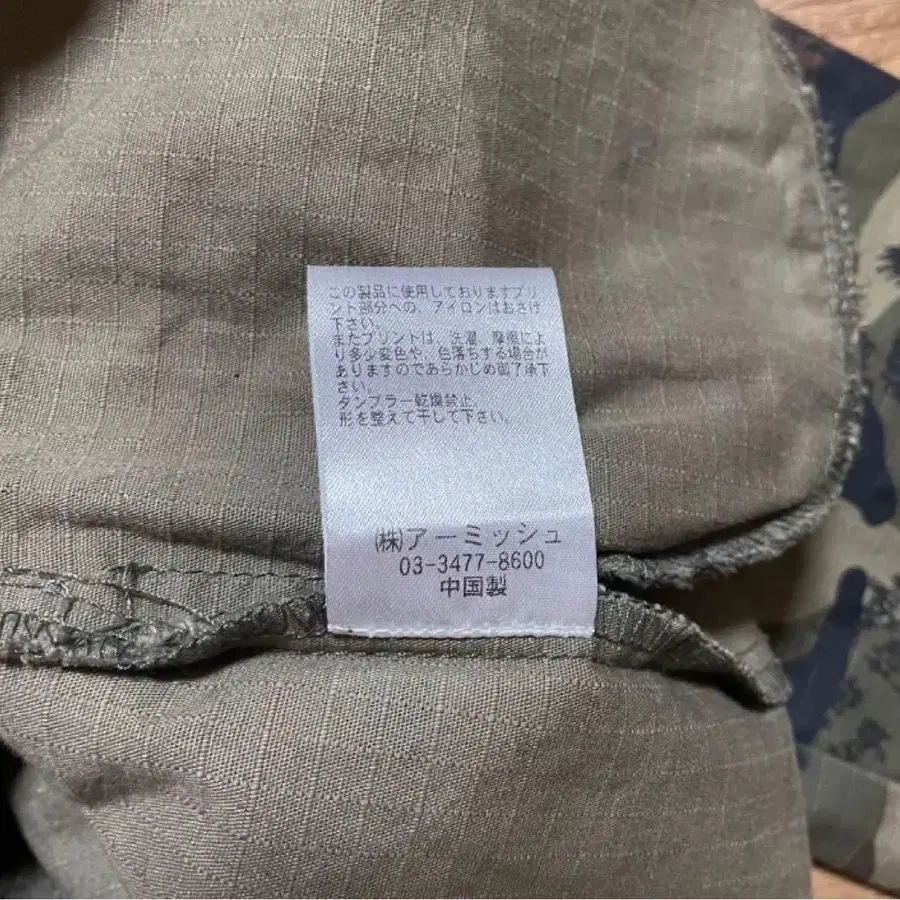 この製品に使用しておりますプリ
ント部分への、アイロンはおさけ
下さい。
またプリントは、洗濯、摩擦によ
り多少変色や、色落ちする場合が
ありますのであらかじめ御了承下
さい。
タンブラー乾燥禁止。
形を整えて干して下さい。
(株)アーミッシュ
03-3477-8600
中国製